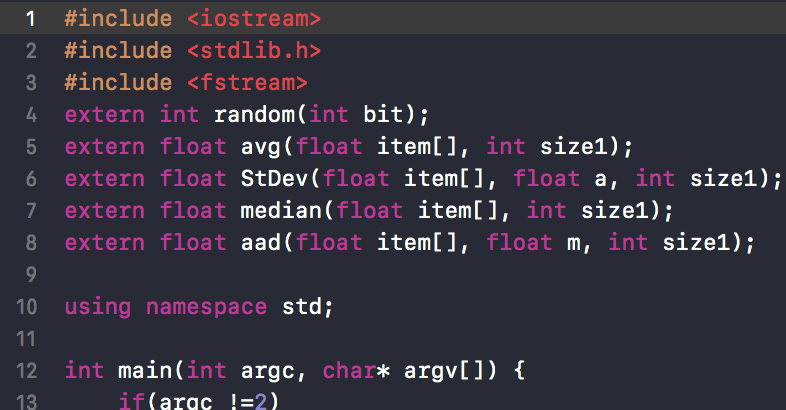 1 #include <iostream>
2 #include <stdlib.h>
3 #include <fstream>
4 extern int random(int bit);
5 extern float avg(float item[], int size1);
6 extern float StDev(float item[], float a, int size1);
7 extern float median(float item[], int size1);
8 extern float aad(float item[], float m, int size1);
9
10 using namespace std;
11
12 int main(int argc, char* argv[]) {
13 if(argc !=2)